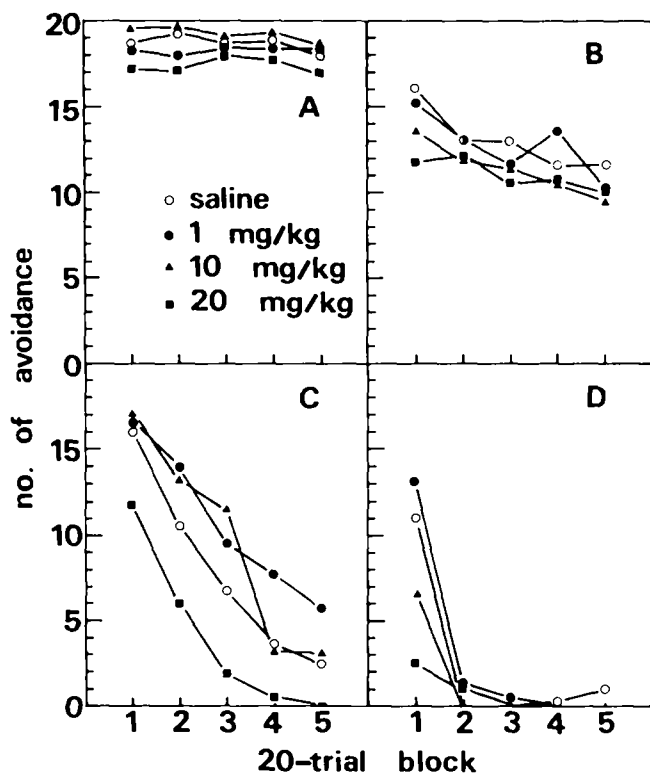 20
15
10
5
0
A
B
○ saline
● 1 mg/kg
▲ 10 mg/kg
■ 20 mg/kg
no. of avoidance
15
10
5
0
C
D
1 2 3 4 5
1 2 3 4 5
20-trial block